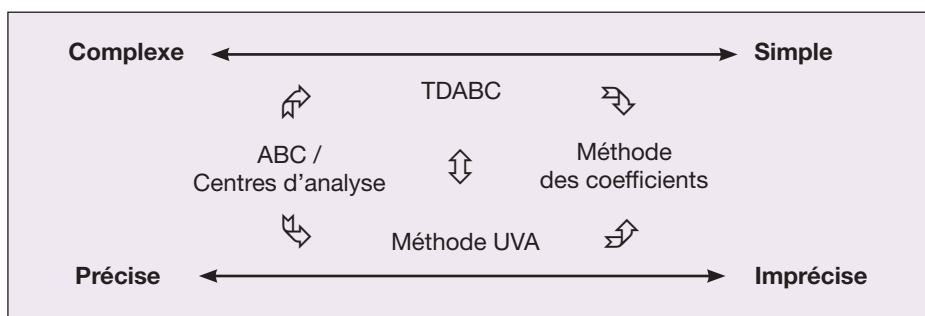 Complexe Simple
TDABC
ABC /
Centres d'analyse
Méthode
des coefficients
Méthode UVA
Précise Imprécise